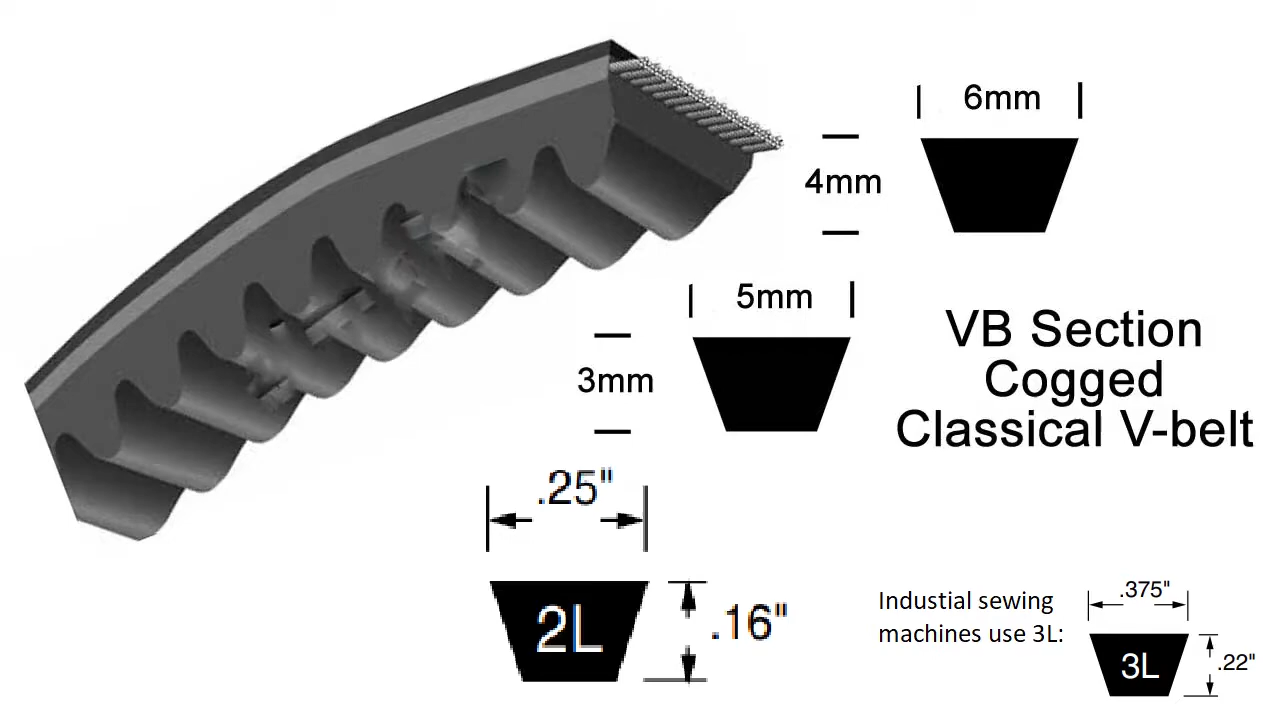 6mm
4mm
5mm
3mm
VB Section
Cogged
Classical V-belt
.25"
2L
.16"
Industial sewing
machines use 3L:
.375"
3L
.22"